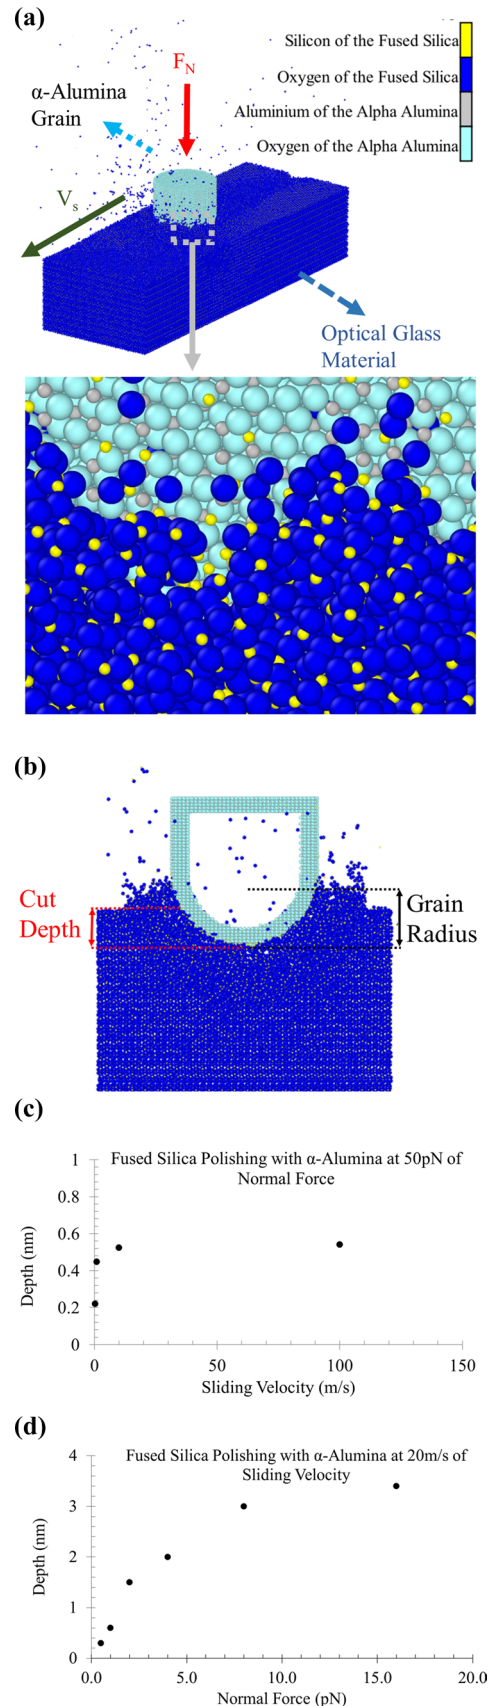 (a)
Silicon of the Fused Silica
Oxygen of the Fused Silica
Aluminium of the Alpha Alumina
Oxygen of the Alpha Alumina
F_N
α-Alumina
Grain
V_s
Optical Glass
Material
(b)
Cut
Depth
Grain
Radius
(c)
Fused Silica Polishing with α-Alumina at 50pN of
Normal Force
1
0.8
0.6
0.4
0.2
0
Depth (nm)
0 50 100 150
Sliding Velocity (m/s)
(d)
Fused Silica Polishing with α-Alumina at 20m/s of
Sliding Velocity
4
3
2
1
0
Depth (nm)
0.0 5.0 10.0 15.0 20.0
Normal Force (pN)